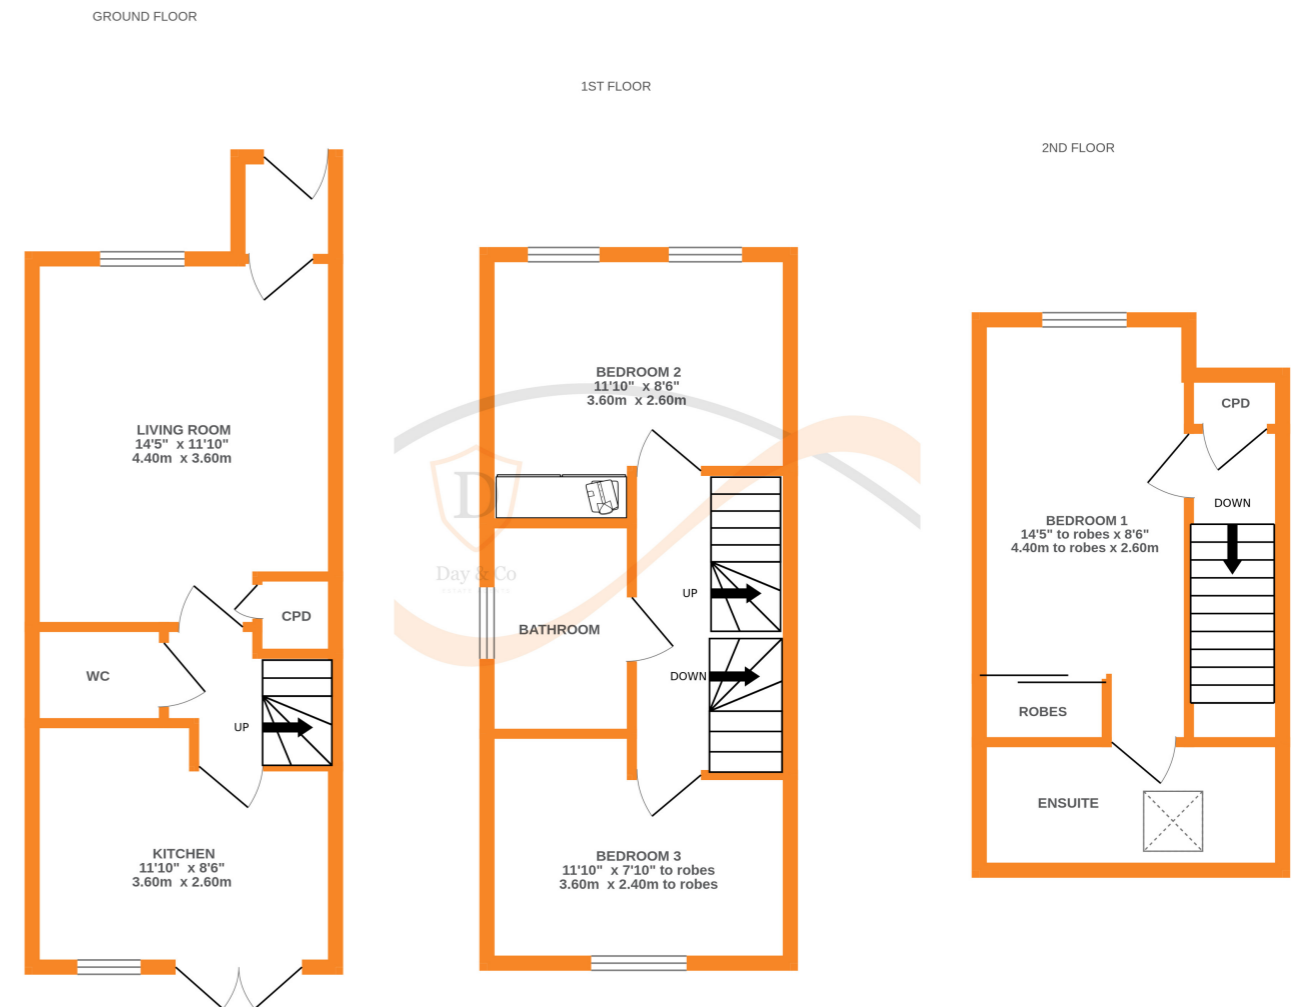 GROUND FLOOR
LIVING ROOM
14'5" x 11'10"
4.40m x 3.60m
CPD
WC
UP
KITCHEN
11'10" x 8'6"
3.60m x 2.60m
1ST FLOOR
BEDROOM 2
11'10" x 8'6"
3.60m x 2.60m
D
Day & Co
UP
BATHROOM
DOWN
BEDROOM 3
11'10" x 7'10" to robes
3.60m x 2.40m to robes
2ND FLOOR
CPD
DOWN
BEDROOM 1
14'5" to robes x 8'6"
4.40m to robes x 2.60m
ROBES
ENSUITE